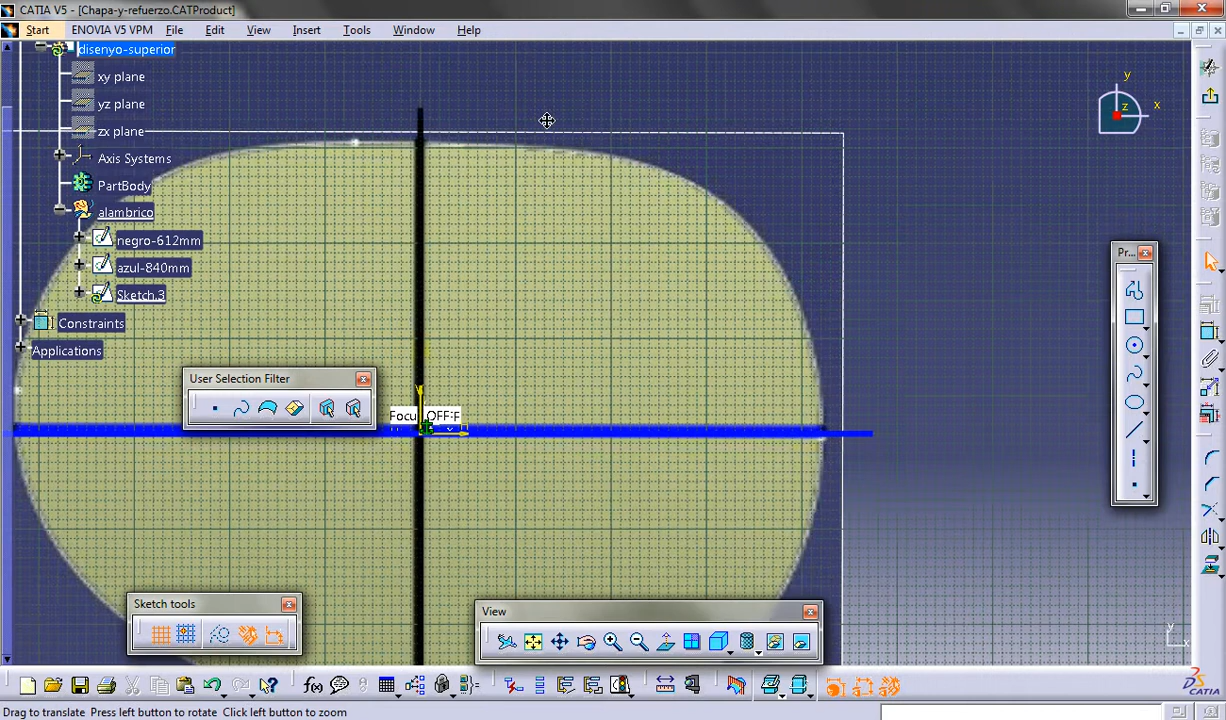 CATIA V5 - [Chapa-y-refuerzo.CATProduct]
Start ENOVIA V5 VPM File Edit View Insert Tools Window Help
disenyo-superior
xy plane
yz plane
zx plane
Axis Systems
PartBody
alambrico
negro-612mm
azul-840mm
Sketch.3
Constraints
Applications
y
x
z
Pr...
User Selection Filter
Focu OFF:F
Sketch tools
View
y
x
f(x)
CATIA
Drag to translate Press left button to rotate Click left button to zoom